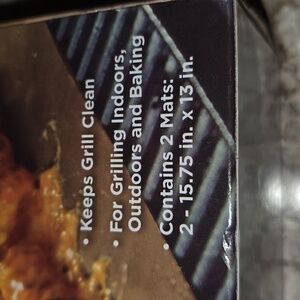 • Keeps Grill Clean
• For Grilling Indoors,
Outdoors and Baking
• Contains 2 Mats:
2 - 15.75 in. x 13 in.